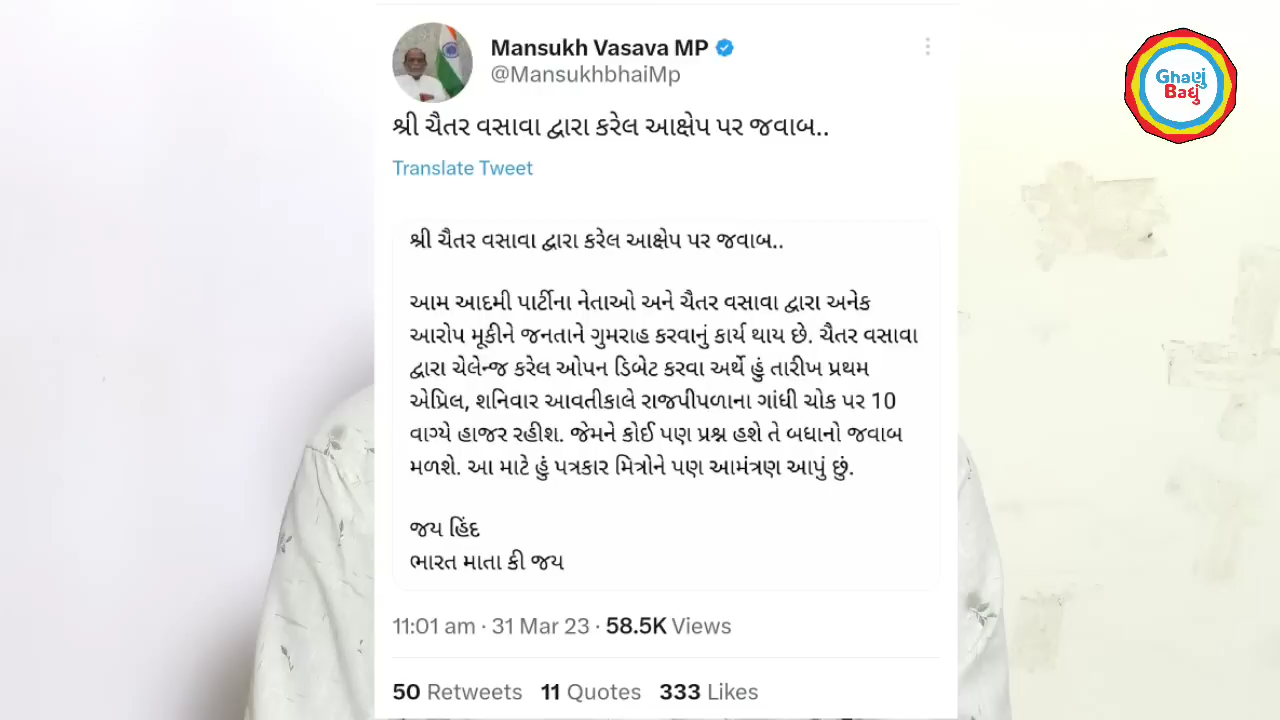 Mansukh Vasava MP
@MansukhbhaiMp
શ્રી ચૈતર વસાવા દ્વારા કરેલ આક્ષેપ પર જવાબ..
Translate Tweet
શ્રી ચૈતર વસાવા દ્વારા કરેલ આક્ષેપ પર જવાબ..
આમ આદમી પાર્ટીના નેતાઓ અને ચૈતર વસાવા દ્વારા અનેક
આરોપ મૂકીને જનતાને ગુમરાહ કરવાનું કાર્ય થાય છે. ચૈતર વસાવા
દ્વારા ચેલેન્જ કરેલ ઓપન ડિબેટ કરવા અર્થે હું તારીખ પ્રથમ
એપ્રિલ, શનિવાર આવતીકાલે રાજપીપળાના ગાંધી ચોક પર 10
વાગ્યે હાજર રહીશ. જેમને કોઈ પણ પ્રશ્ન હશે તે બધાનો જવાબ
મળશે. આ માટે હું પત્રકાર મિત્રોને પણ આમંત્રણ આપું છું.
જય હિંદ
ભારત માતા કી જય
11:01 am · 31 Mar 23 · 58.5K Views
50 Retweets 11 Quotes 333 Likes
Ghaણું
Baધું